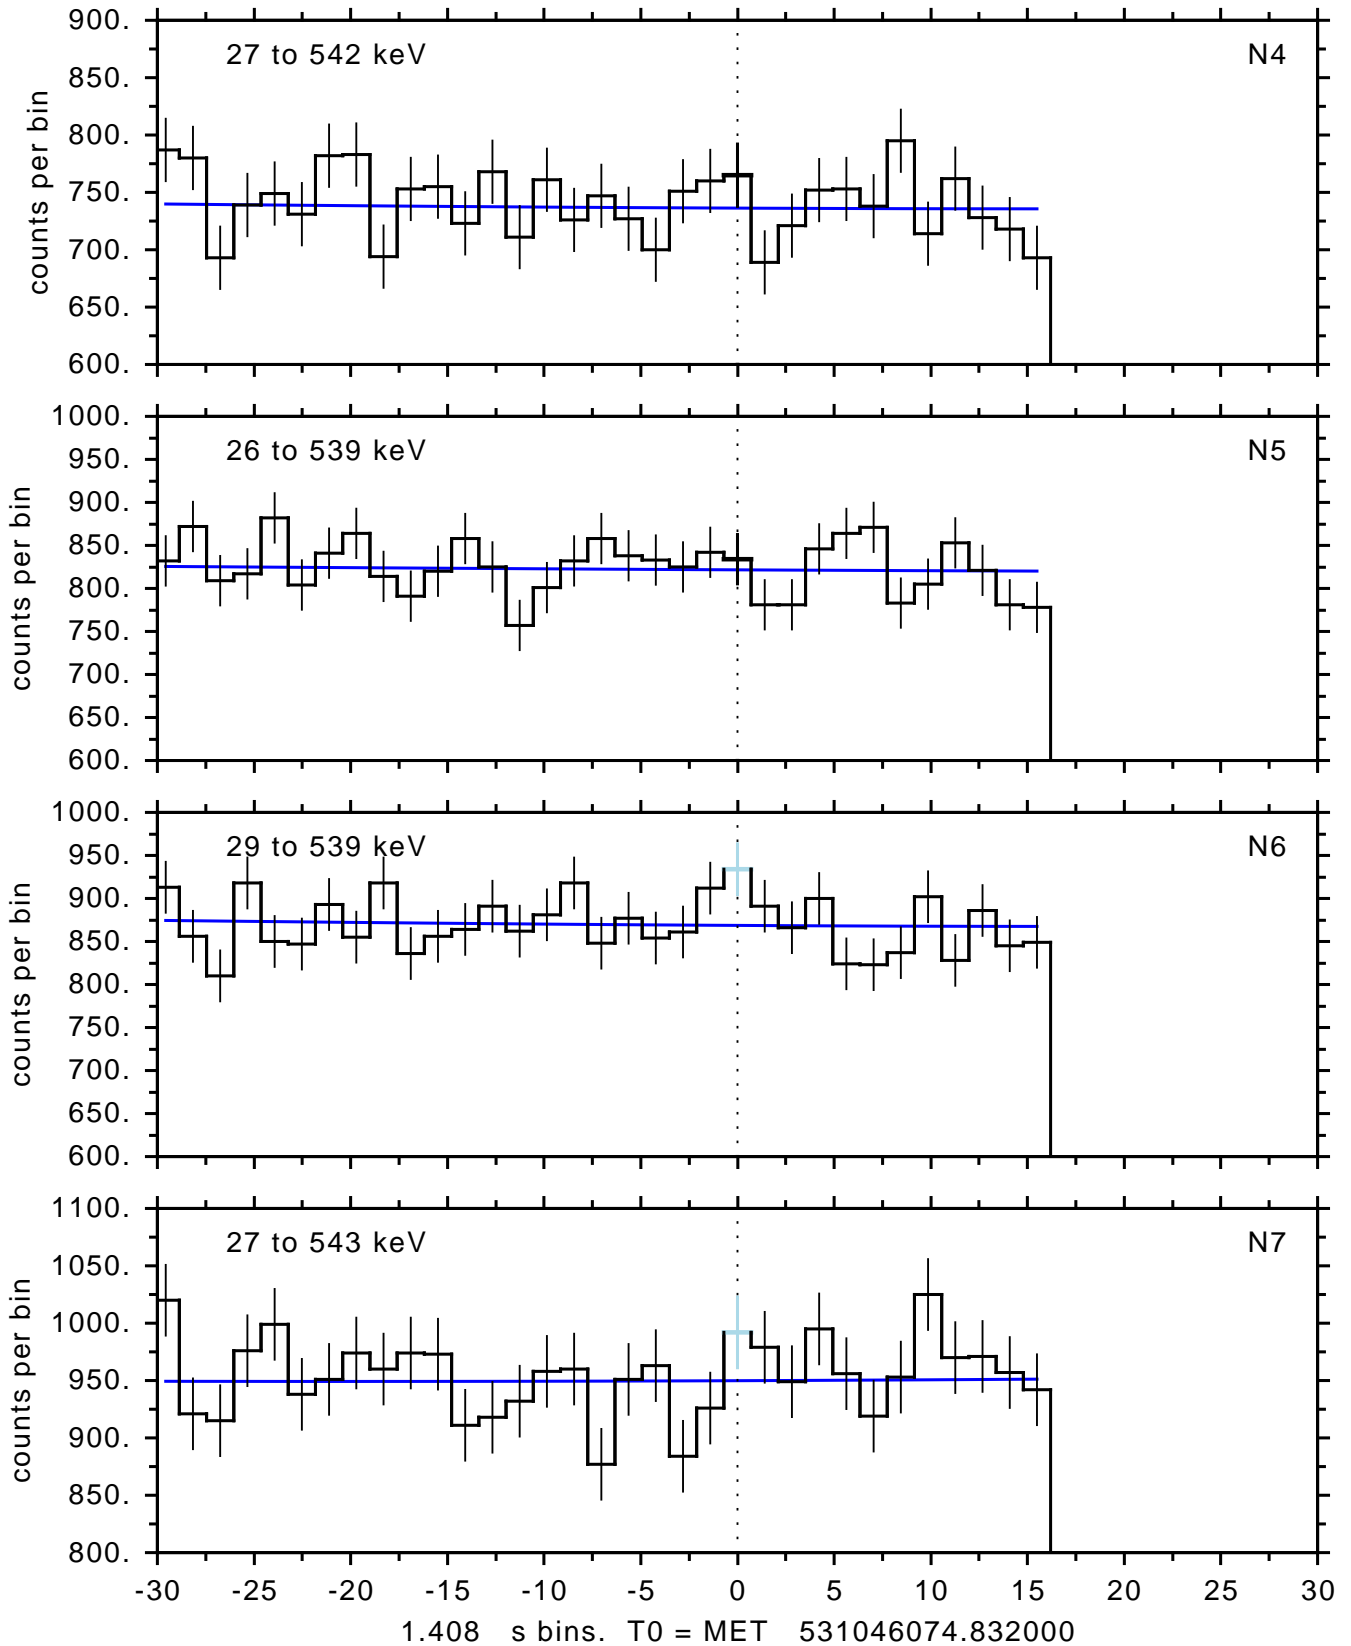 900.
850.
800.
750.
700.
650.
600.
counts per bin
27 to 542 keV
N4
1000.
950.
900.
850.
800.
750.
700.
650.
600.
counts per bin
26 to 539 keV
N5
1000.
950.
900.
850.
800.
750.
700.
650.
600.
counts per bin
29 to 539 keV
N6
1100.
1050.
1000.
950.
900.
850.
800.
counts per bin
27 to 543 keV
N7
-30 -25 -20 -15 -10 -5 0 5 10 15 20 25 30
1.408 s bins. T0 = MET 531046074.832000